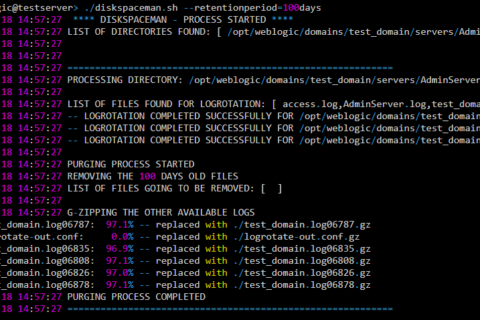 gic@testserver> ./diskspaceman.sh --retentionperiod=100days
18 14:57:27 **** DISKSPACEMAN - PROCESS STARTED ****
18 14:57:27 LIST OF DIRECTORIES FOUND: [ /opt/weblogic/domains/test_domain/servers/Adm
18 14:57:27
18 14:57:27
18 14:57:27 ========================================================
18 14:57:27 PROCESSING DIRECTORY: /opt/weblogic/domains/test_domain/servers/AdminServer
18 14:57:27
18 14:57:27 LIST OF FILES FOUND FOR LOGROTATION: [ access.log,AdminServer.log,test_doma
18 14:57:27 -- LOGROTATION COMPLETED SUCCESSFULLY FOR /opt/weblogic/domains/test_domain
18 14:57:27 -- LOGROTATION COMPLETED SUCCESSFULLY FOR /opt/weblogic/domains/test_domain
18 14:57:27 -- LOGROTATION COMPLETED SUCCESSFULLY FOR /opt/weblogic/domains/test_domain
18 14:57:27
18 14:57:27 PURGING PROCESS STARTED
18 14:57:27 REMOVING THE 100 DAYS OLD FILES
18 14:57:27 LIST OF FILES GOING TO BE REMOVED: [  ]
18 14:57:27
18 14:57:27 G-ZIPPING THE OTHER AVAILABLE LOGS
t_domain.log06787: 97.1% -- replaced with ./test_domain.log06787.gz
rotate-out.conf: 0.0% -- replaced with ./logrotate-out.conf.gz
t_domain.log06835: 96.9% -- replaced with ./test_domain.log06835.gz
t_domain.log06808: 97.1% -- replaced with ./test_domain.log06808.gz
t_domain.log06826: 97.0% -- replaced with ./test_domain.log06826.gz
t_domain.log06878: 97.1% -- replaced with ./test_domain.log06878.gz
18 14:57:27 PURGING PROCESS COMPLETED
18 14:57:27 ========================================================